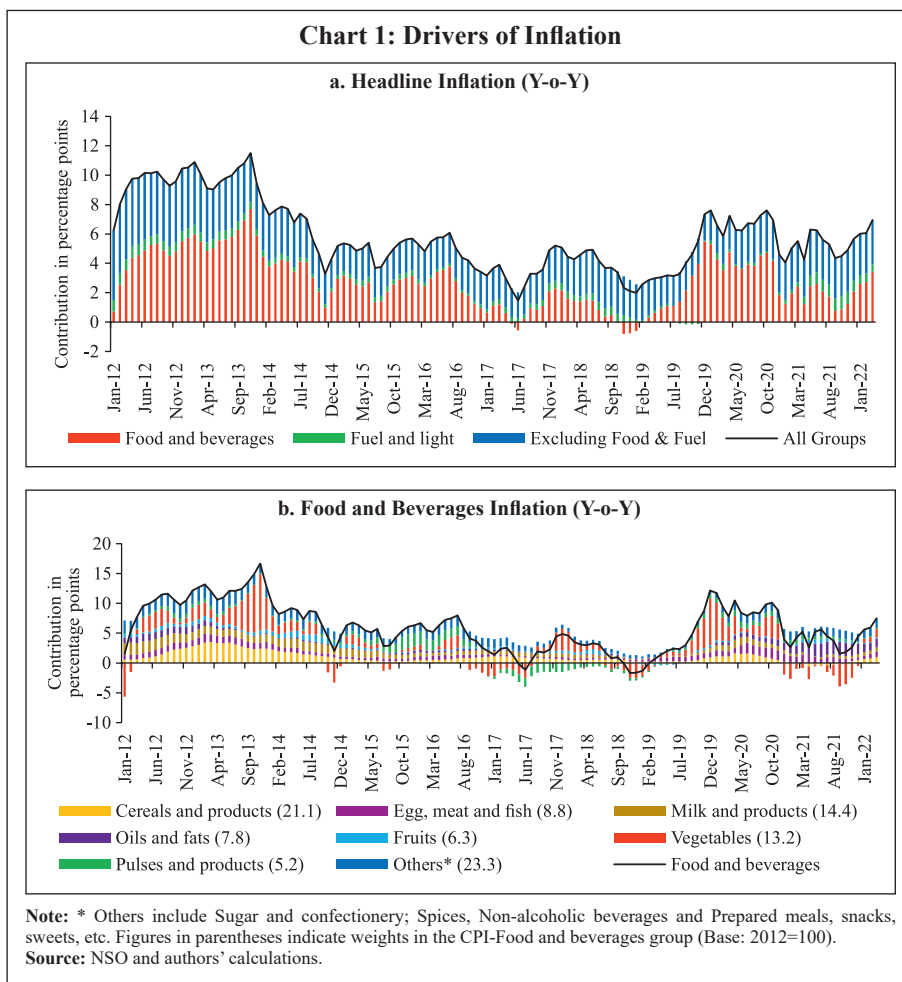 Chart 1: Drivers of Inflation
a. Headline Inflation (Y-o-Y)
Contribution in percentage points
14
12
10
8
6
4
2
0
-2
Jan-12
Jun-12
Nov-12
Apr-13
Sep-13
Feb-14
Jul-14
Dec-14
May-15
Oct-15
Mar-16
Aug-16
Jan-17
Jun-17
Nov-17
Apr-18
Sep-18
Feb-19
Jul-19
Dec-19
May-20
Oct-20
Mar-21
Aug-21
Jan-22
Food and beverages
Fuel and light
Excluding Food & Fuel
All Groups
b. Food and Beverages Inflation (Y-o-Y)
Contribution in
percentage points
20
15
10
5
0
-5
-10
Jan-12
Jun-12
Nov-12
Apr-13
Sep-13
Feb-14
Jul-14
Dec-14
May-15
Oct-15
Mar-16
Aug-16
Jan-17
Jun-17
Nov-17
Apr-18
Sep-18
Feb-19
Jul-19
Dec-19
May-20
Oct-20
Mar-21
Aug-21
Jan-22
Cereals and products (21.1)
Egg, meat and fish (8.8)
Milk and products (14.4)
Oils and fats (7.8)
Fruits (6.3)
Vegetables (13.2)
Pulses and products (5.2)
Others* (23.3)
Food and beverages
Note: * Others include Sugar and confectionery; Spices, Non-alcoholic beverages and Prepared meals, snacks,
sweets, etc. Figures in parentheses indicate weights in the CPI-Food and beverages group (Base: 2012=100).
Source: NSO and authors' calculations.